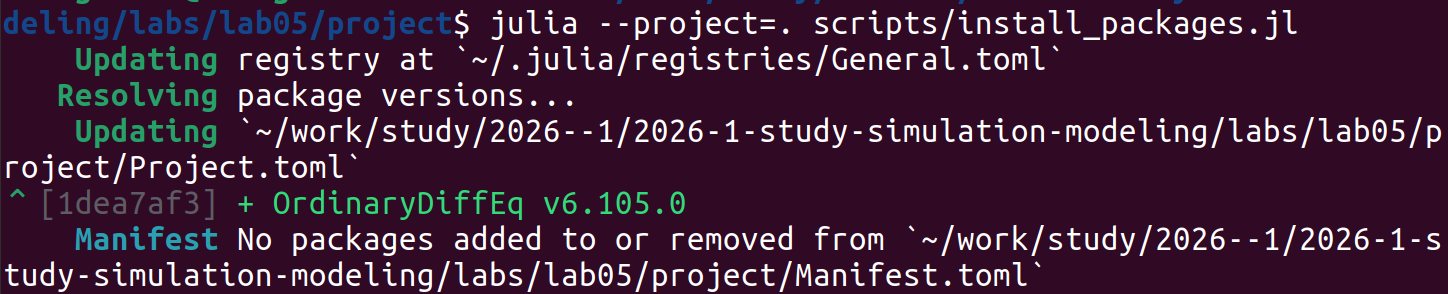 deling/labs/lab05/project$ julia --project=. scripts/install_packages.jl
    Updating registry at `~/.julia/registries/General.toml`
   Resolving package versions...
    Updating `~/work/study/2026--1/2026-1-study-simulation-modeling/labs/lab05/p
roject/Project.toml`
^ [1dea7af3] + OrdinaryDiffEq v6.105.0
    Manifest No packages added to or removed from `~/work/study/2026--1/2026-1-s
tudy-simulation-modeling/labs/lab05/project/Manifest.toml`